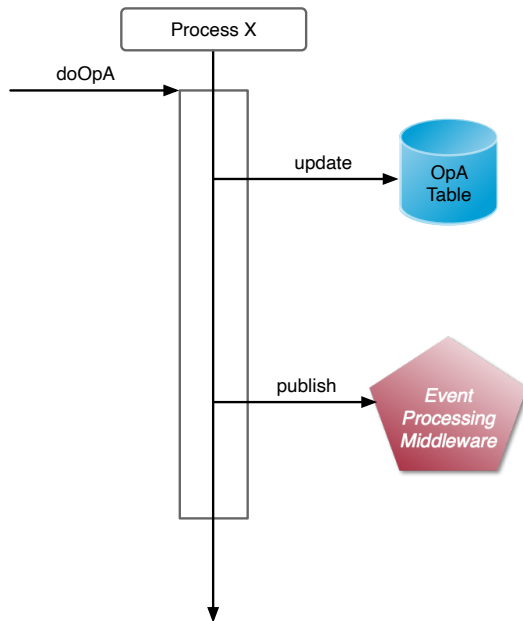 Process X
doOpA
update
OpA
Table
publish
Event
Processing
Middleware